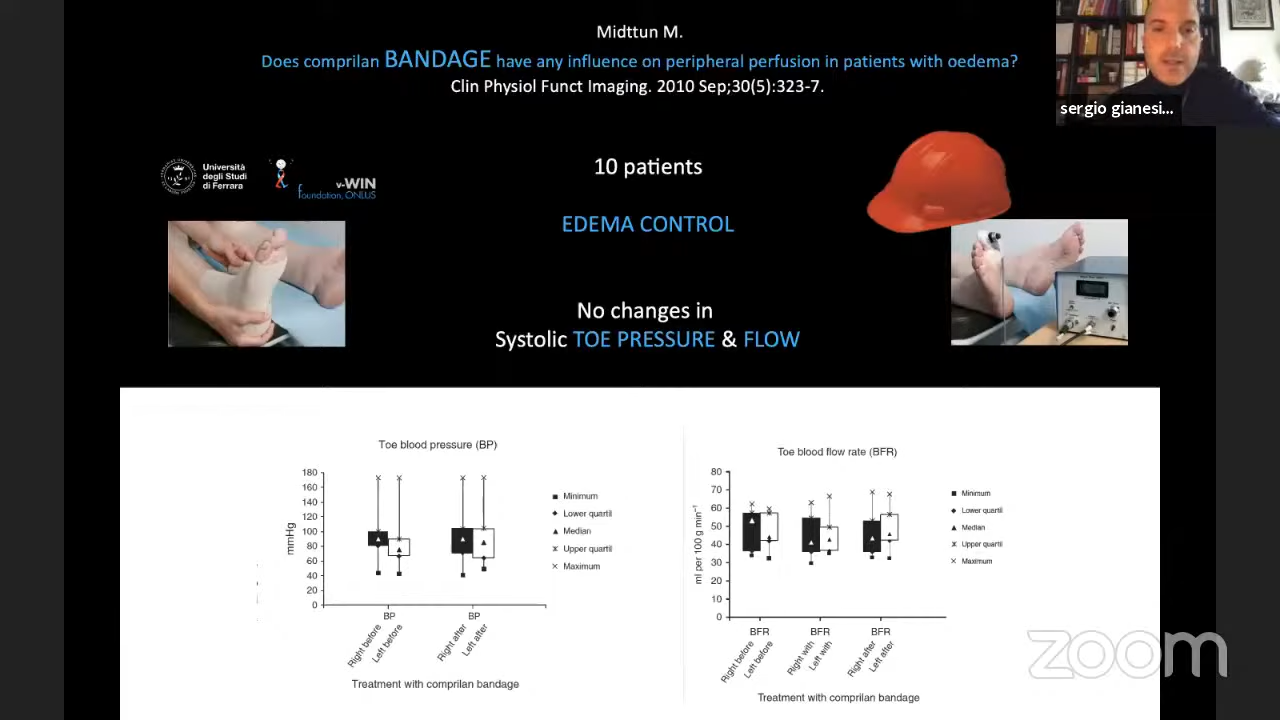 Midttun M.
Does comprilan BANDAGE have any influence on peripheral perfusion in patients with oedema?
Clin Physiol Funct Imaging. 2010 Sep;30(5):323-7.
sergio gianesi...
Università
degli Studi
di Ferrara
v-WIN
foundation, ONLUS
10 patients
EDEMA CONTROL
No changes in
Systolic TOE PRESSURE & FLOW
Toe blood pressure (BP)
mmHg
180
160
140
120
100
80
60
40
20
0
BP
BP
Right before
Left before
Right after
Left after
Treatment with comprilan bandage
Minimum
Lower quartil
Median
Upper quartil
Maximum
Toe blood flow rate (BFR)
ml per 100 g min⁻¹
80
70
60
50
40
30
20
10
0
BFR
BFR
BFR
Right before
Left before
Right with
Left with
Right after
Left after
Treatment with comprilan bandage
Minimum
Lower quartil
Median
Upper quartil
Maximum
zoom